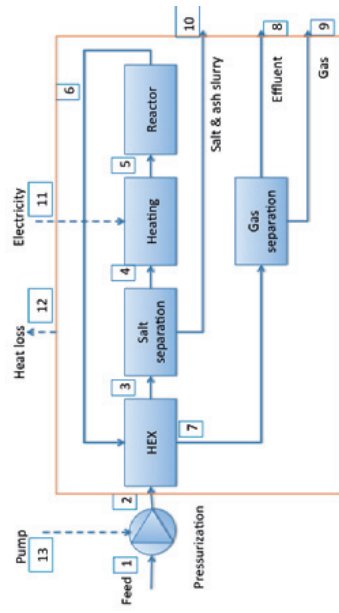 Pump
13
Feed
1
Pressurization
2
HEX
3
Salt
separation
4
Heating
5
Reactor
6
7
Heat loss
12
Electricity
11
10
Salt & ash slurry
Gas
separation
8
Effluent
9
Gas